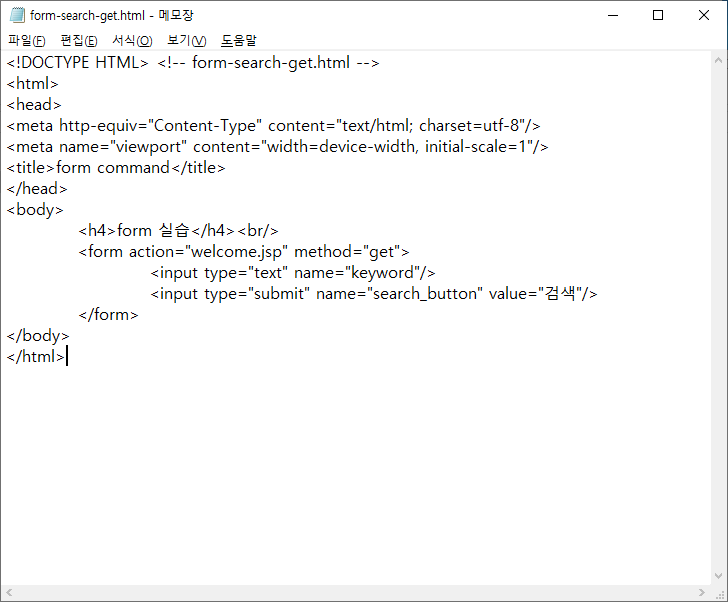 form-search-get.html - 메모장
파일(F) 편집(E) 서식(O) 보기(V) 도움말
<!DOCTYPE HTML> <!-- form-search-get.html -->
<html>
<head>
<meta http-equiv="Content-Type" content="text/html; charset=utf-8"/>
<meta name="viewport" content="width=device-width, initial-scale=1"/>
<title>form command</title>
</head>
<body>
	<h4>form 실습</h4><br/>
	<form action="welcome.jsp" method="get">
		<input type="text" name="keyword"/>
		<input type="submit" name="search_button" value="검색"/>
	</form>
</body>
</html>